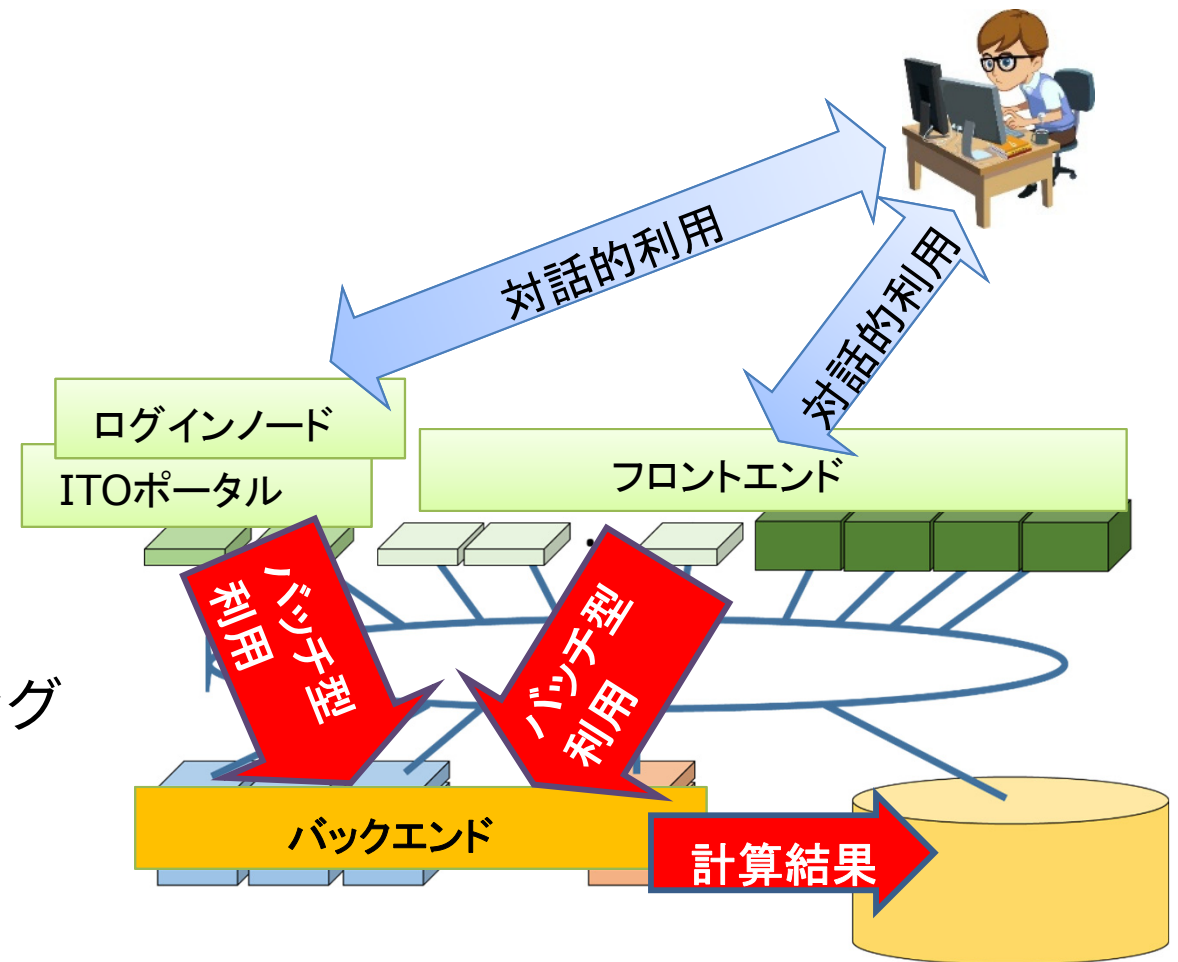 対話的利用
対話的利用
ログインノード
ITOポータル
フロントエンド
バッチ型
利用
バッチ型
利用
グ
バックエンド
計算結果